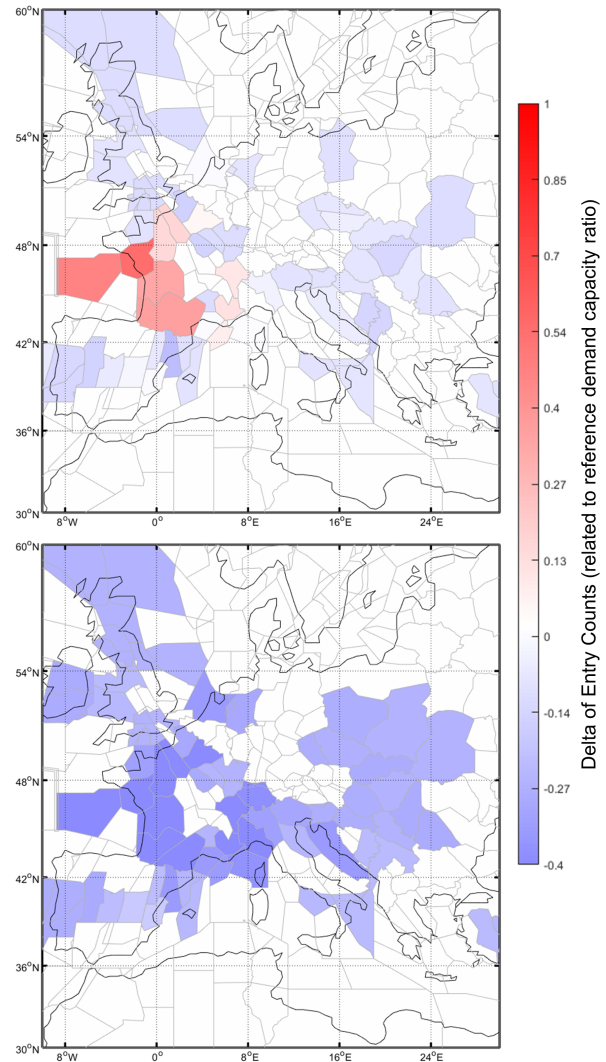 60°N
54°N
48°N
42°N
36°N
30°N
8°W 0° 8°E 16°E 24°E
60°N
54°N
48°N
42°N
36°N
30°N
8°W 0° 8°E 16°E 24°E
1
0.85
0.7
0.54
0.4
0.27
0.13
0
-0.14
-0.27
-0.4
Delta of Entry Counts (related to reference demand capacity ratio)